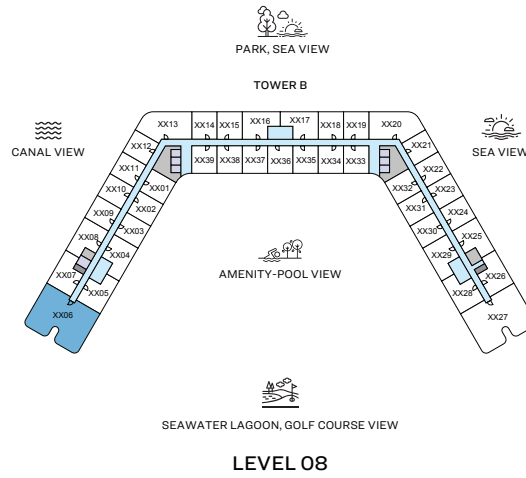 PARK, SEA VIEW
TOWER B
XX13
XX14
XX15
XX16
XX17
XX18
XX19
XX20
CANAL VIEW
SEA VIEW
XX12
XX21
XX39
XX38
XX37
XX36
XX35
XX34
XX33
XX11
XX22
XX10
XX01
XX32
XX23
XX09
XX02
XX31
XX24
XX08
XX03
XX30
XX25
XX07
XX04
XX29
XX26
XX05
XX28
XX06
XX27
AMENITY-POOL VIEW
SEAWATER LAGOON, GOLF COURSE VIEW
LEVEL 08